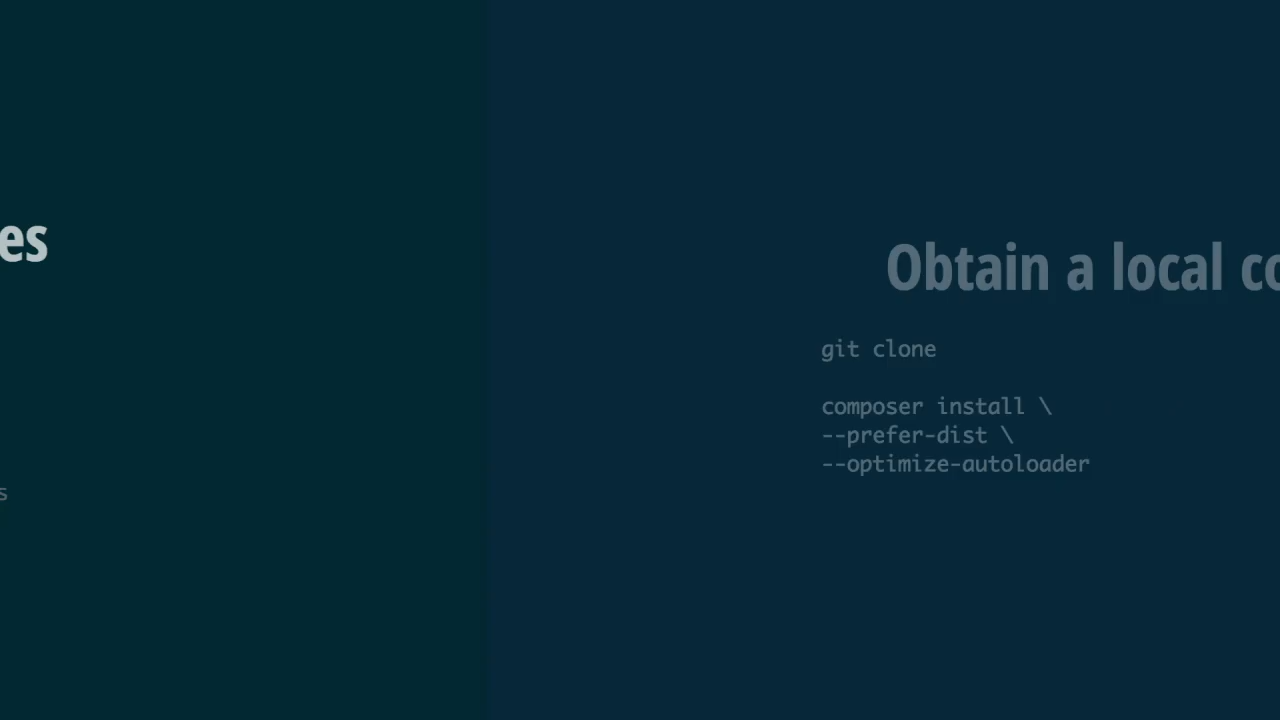 es
s
Obtain a local co
git clone
composer install \
--prefer-dist \
--optimize-autoloader